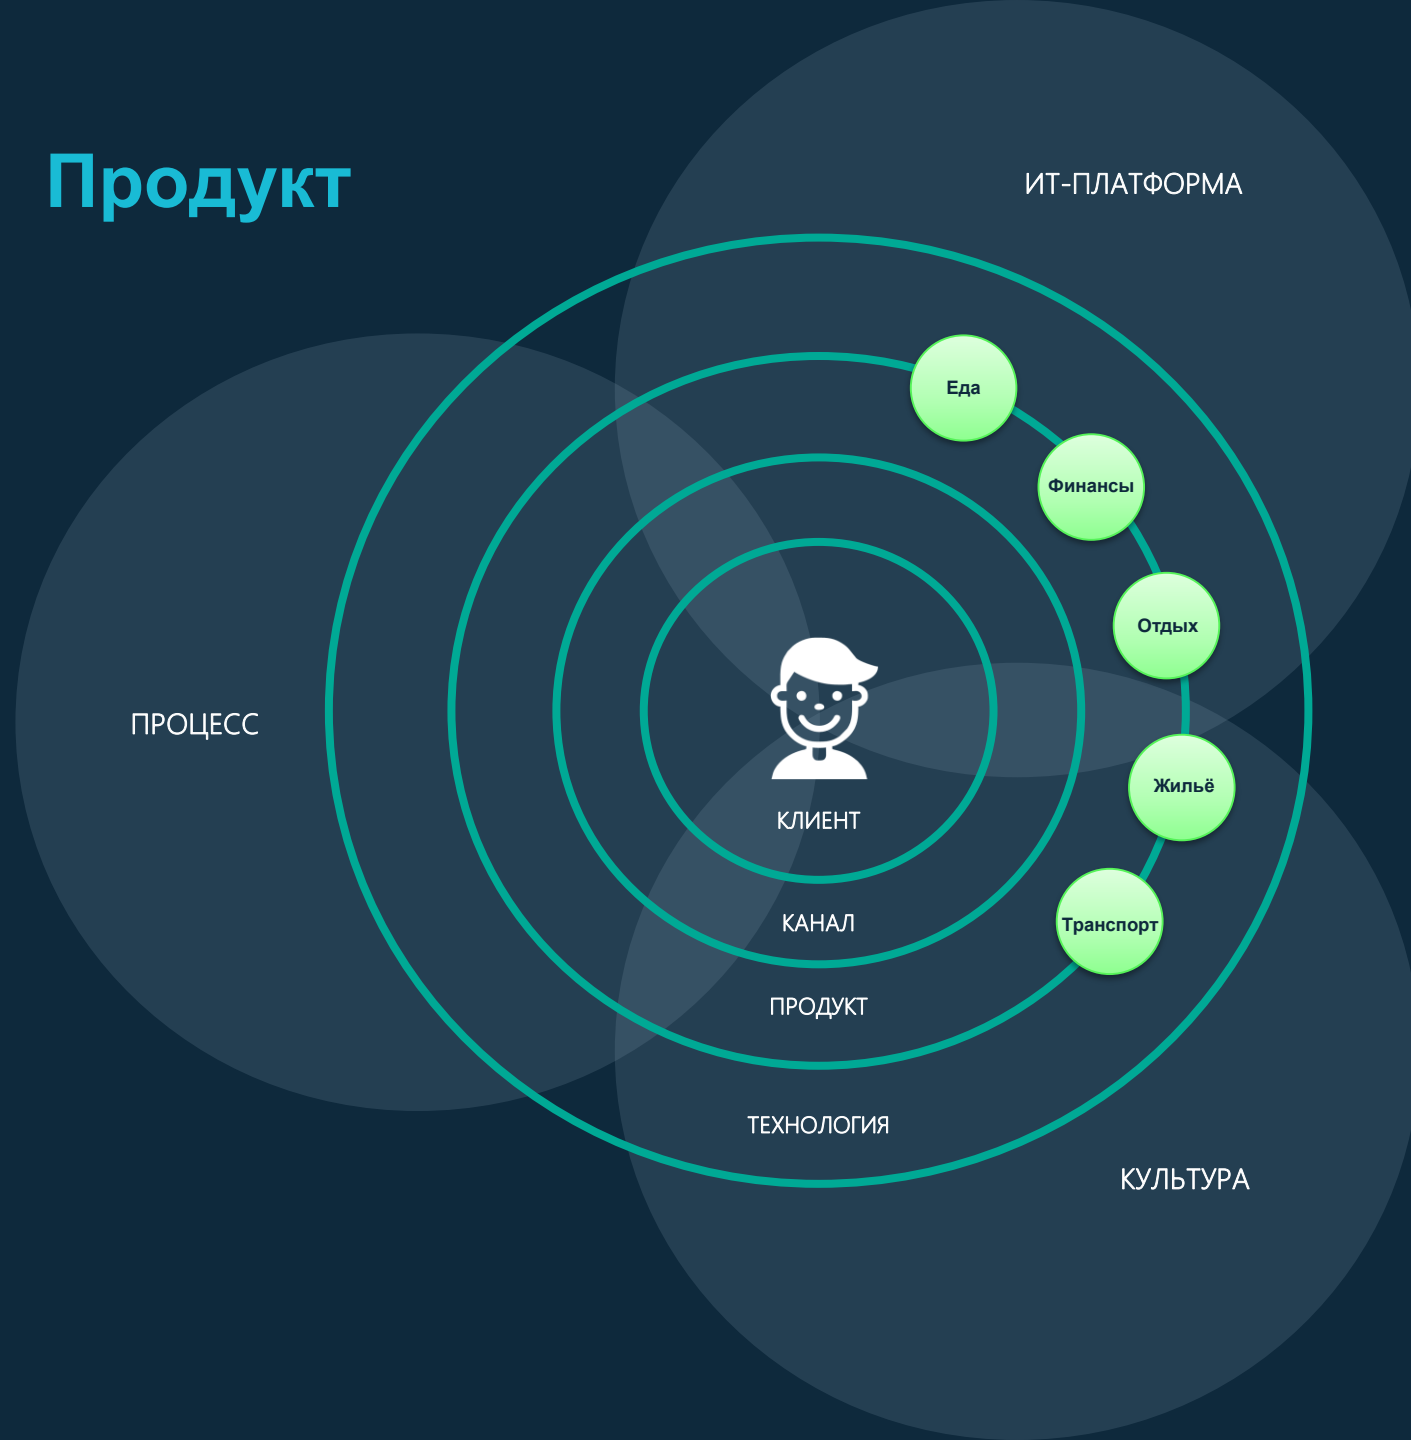 Продукт
ИТ-ПЛАТФОРМА
Еда
Финансы
Отдых
ПРОЦЕСС
Жильё
КЛИЕНТ
КАНАЛ
Транспорт
ПРОДУКТ
ТЕХНОЛОГИЯ
КУЛЬТУРА